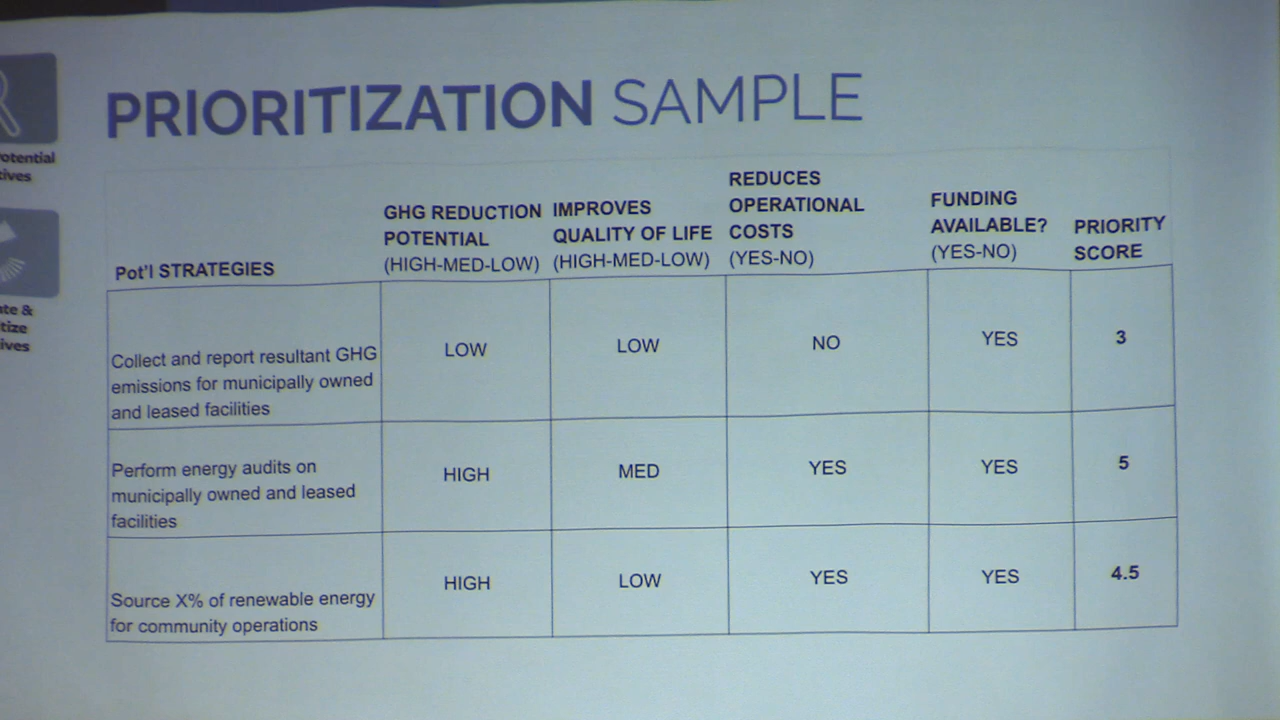 PRIORITIZATION SAMPLE
otential
tives
ate &
tize
ives
Pot'l STRATEGIES
GHG REDUCTION
POTENTIAL
(HIGH-MED-LOW)
IMPROVES
QUALITY OF LIFE
(HIGH-MED-LOW)
REDUCES
OPERATIONAL
COSTS
(YES-NO)
FUNDING
AVAILABLE?
(YES-NO)
PRIORITY
SCORE
Collect and report resultant GHG
emissions for municipally owned
and leased facilities
LOW
LOW
NO
YES
3
Perform energy audits on
municipally owned and leased
facilities
HIGH
MED
YES
YES
5
Source X% of renewable energy
for community operations
HIGH
LOW
YES
YES
4.5